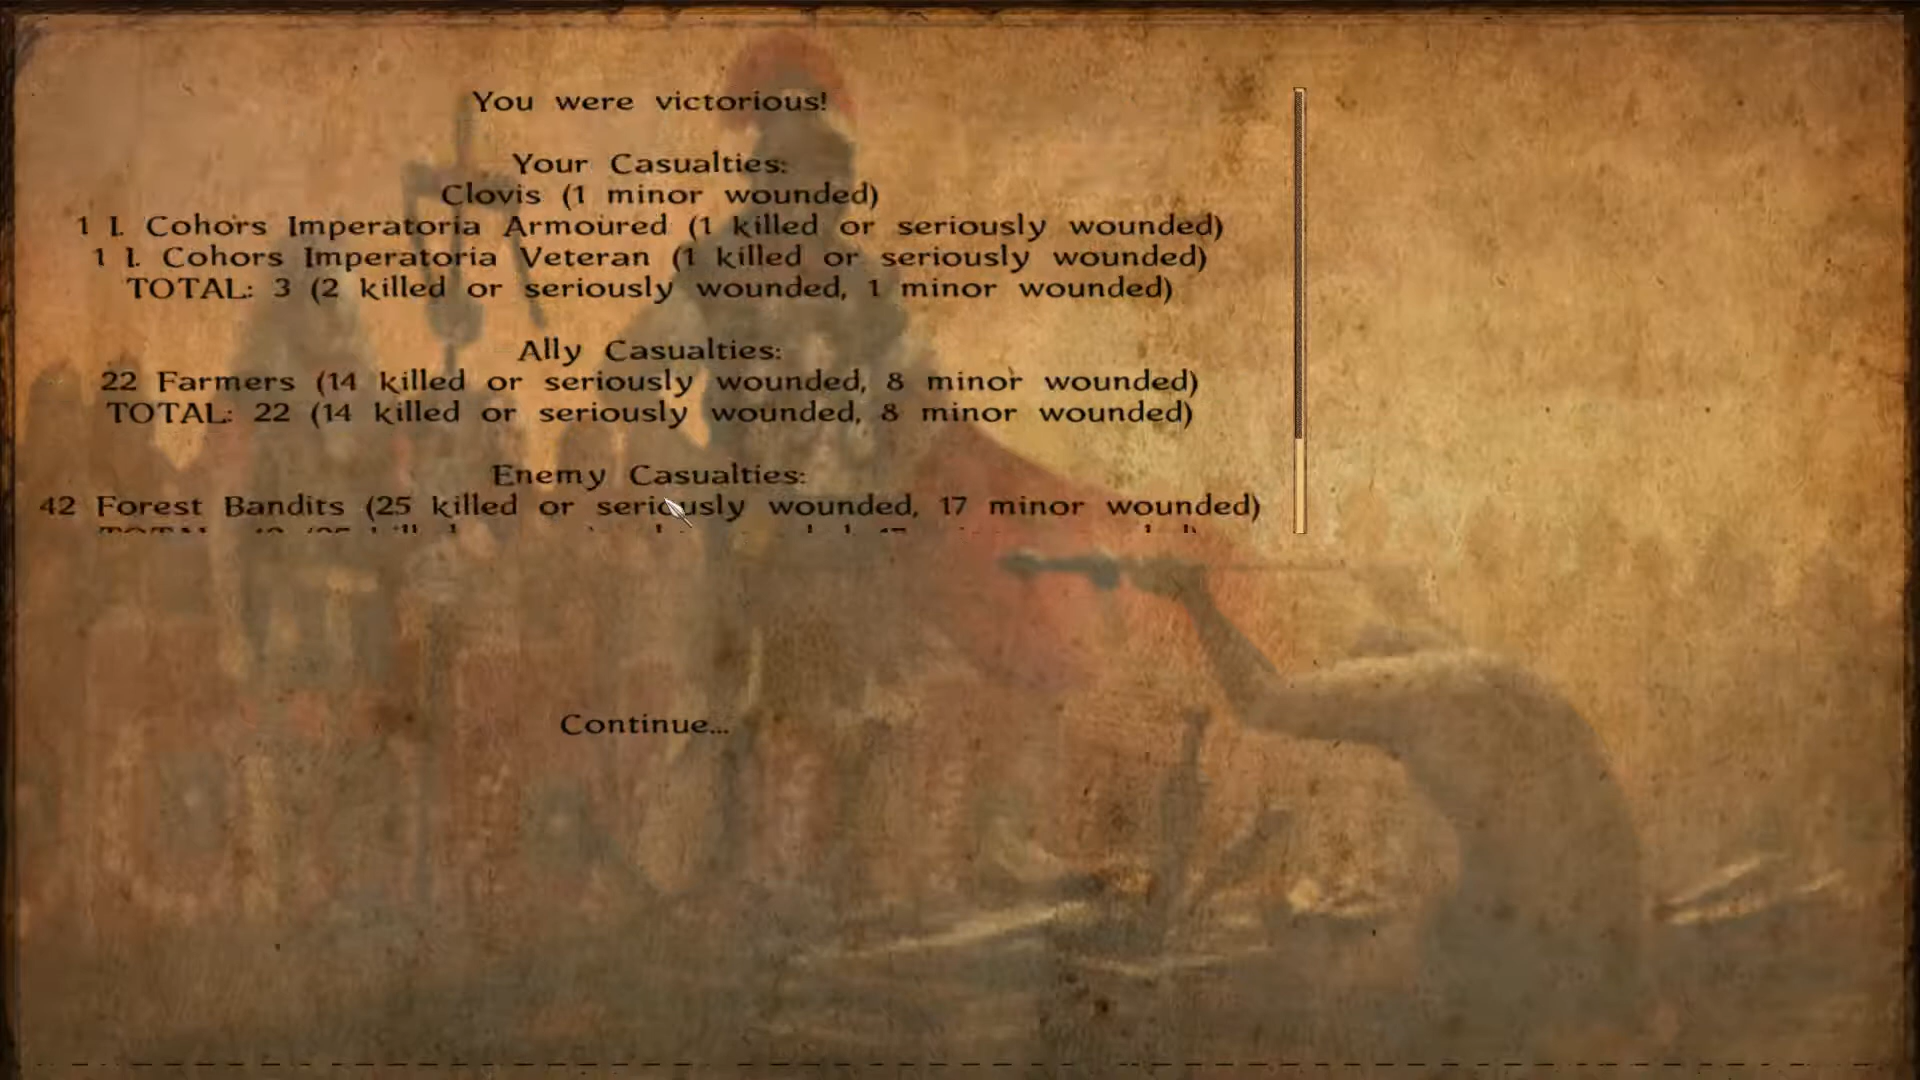 You were victorious!
Your Casualties:
Clovis (1 minor wounded)
1 I. Cohors Imperatoria Armoured (1 killed or seriously wounded)
1 I. Cohors Imperatoria Veteran (1 killed or seriously wounded)
TOTAL: 3 (2 killed or seriously wounded, 1 minor wounded)
Ally Casualties:
22 Farmers (14 killed or seriously wounded, 8 minor wounded)
TOTAL: 22 (14 killed or seriously wounded, 8 minor wounded)
Enemy Casualties:
42 Forest Bandits (25 killed or seriously wounded, 17 minor wounded)
Continue...